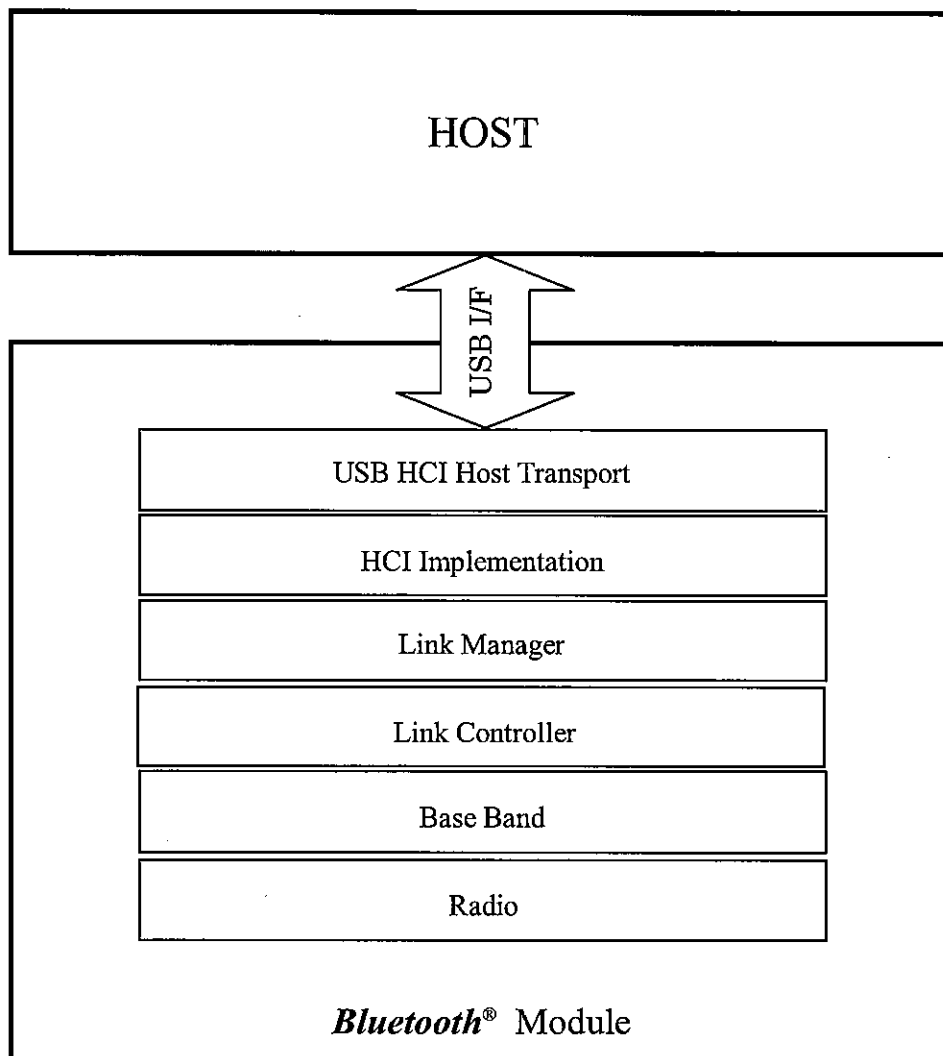 HOST
USB I/F
USB HCI Host Transport
HCI Implementation
Link Manager
Link Controller
Base Band
Radio
Bluetooth® Module